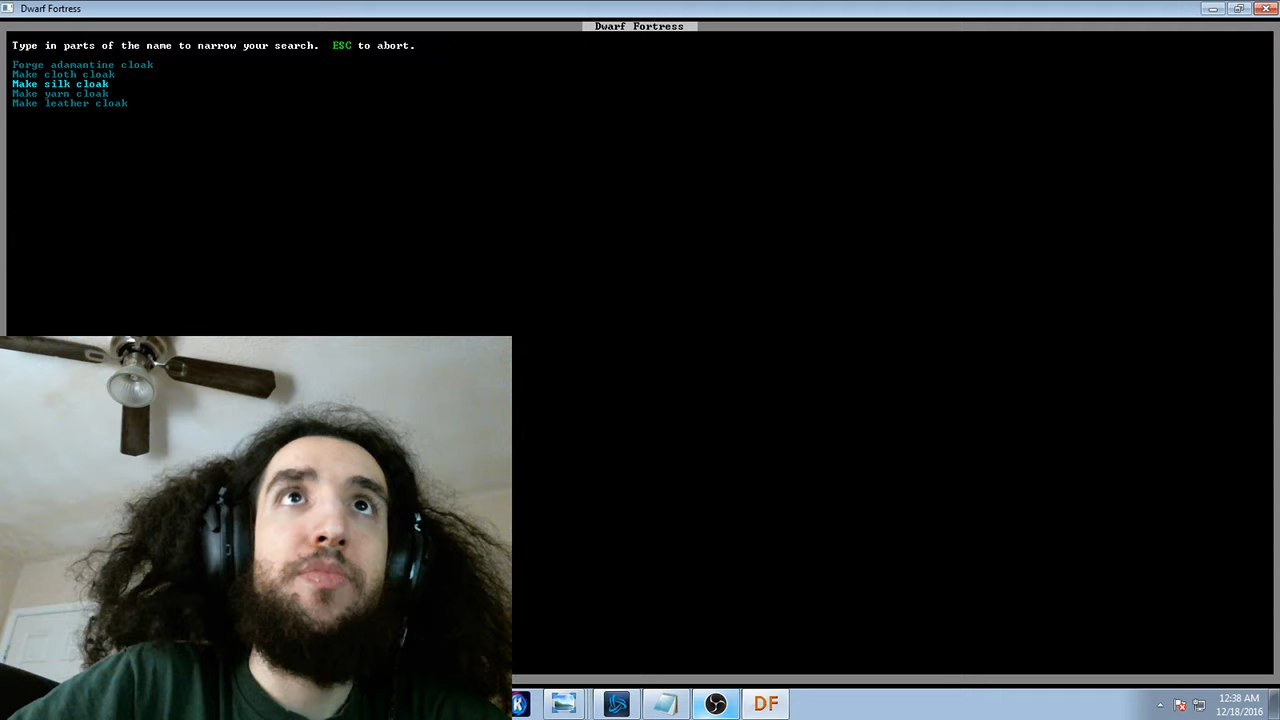 Dwarf Fortress
Dwarf Fortress
Type in parts of the name to narrow your search.  ESC to abort.
Forge adamantine cloak
Make cloth cloak
Make silk cloak
Make yarn cloak
Make leather cloak
K
DF
12:38 AM
12/18/2016